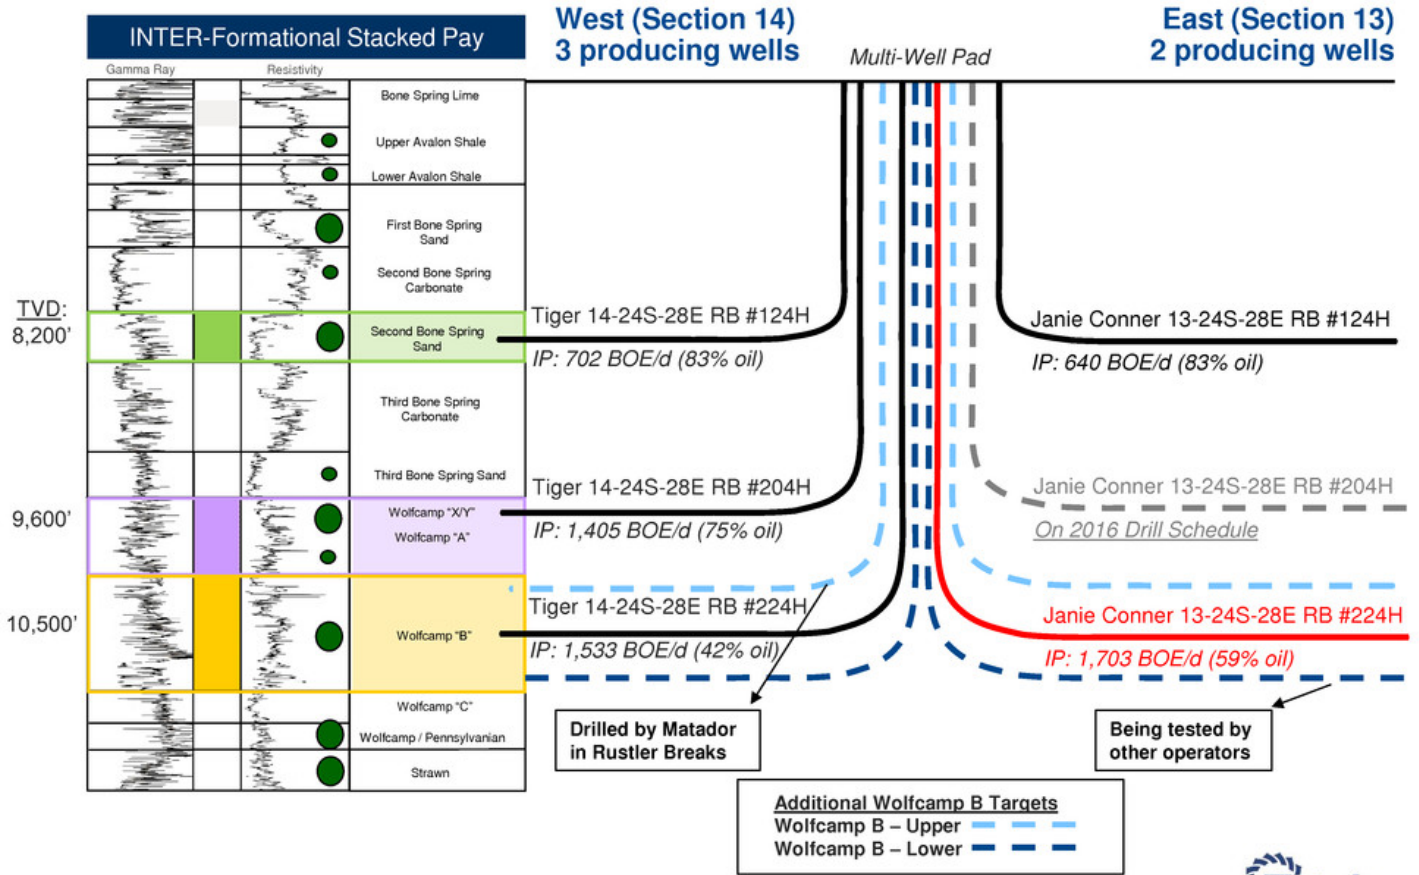 INTER-Formational Stacked Pay
West (Section 14)
3 producing wells
Multi-Well Pad
East (Section 13)
2 producing wells
Gamma Ray
Resistivity
Bone Spring Lime
Upper Avalon Shale
Lower Avalon Shale
First Bone Spring
Sand
Second Bone Spring
Carbonate
TVD:
8,200'
Second Bone Spring
Sand
Tiger 14-24S-28E RB #124H
IP: 702 BOE/d (83% oil)
Janie Conner 13-24S-28E RB #124H
IP: 640 BOE/d (83% oil)
Third Bone Spring
Carbonate
Third Bone Spring Sand
9,600'
Wolfcamp "X/Y"
Wolfcamp "A"
Tiger 14-24S-28E RB #204H
IP: 1,405 BOE/d (75% oil)
Janie Conner 13-24S-28E RB #204H
On 2016 Drill Schedule
10,500'
Wolfcamp "B"
Tiger 14-24S-28E RB #224H
IP: 1,533 BOE/d (42% oil)
Janie Conner 13-24S-28E RB #224H
IP: 1,703 BOE/d (59% oil)
Wolfcamp "C"
Wolfcamp / Pennsylvanian
Strawn
Drilled by Matador
in Rustler Breaks
Being tested by
other operators
Additional Wolfcamp B Targets
Wolfcamp B – Upper
Wolfcamp B – Lower